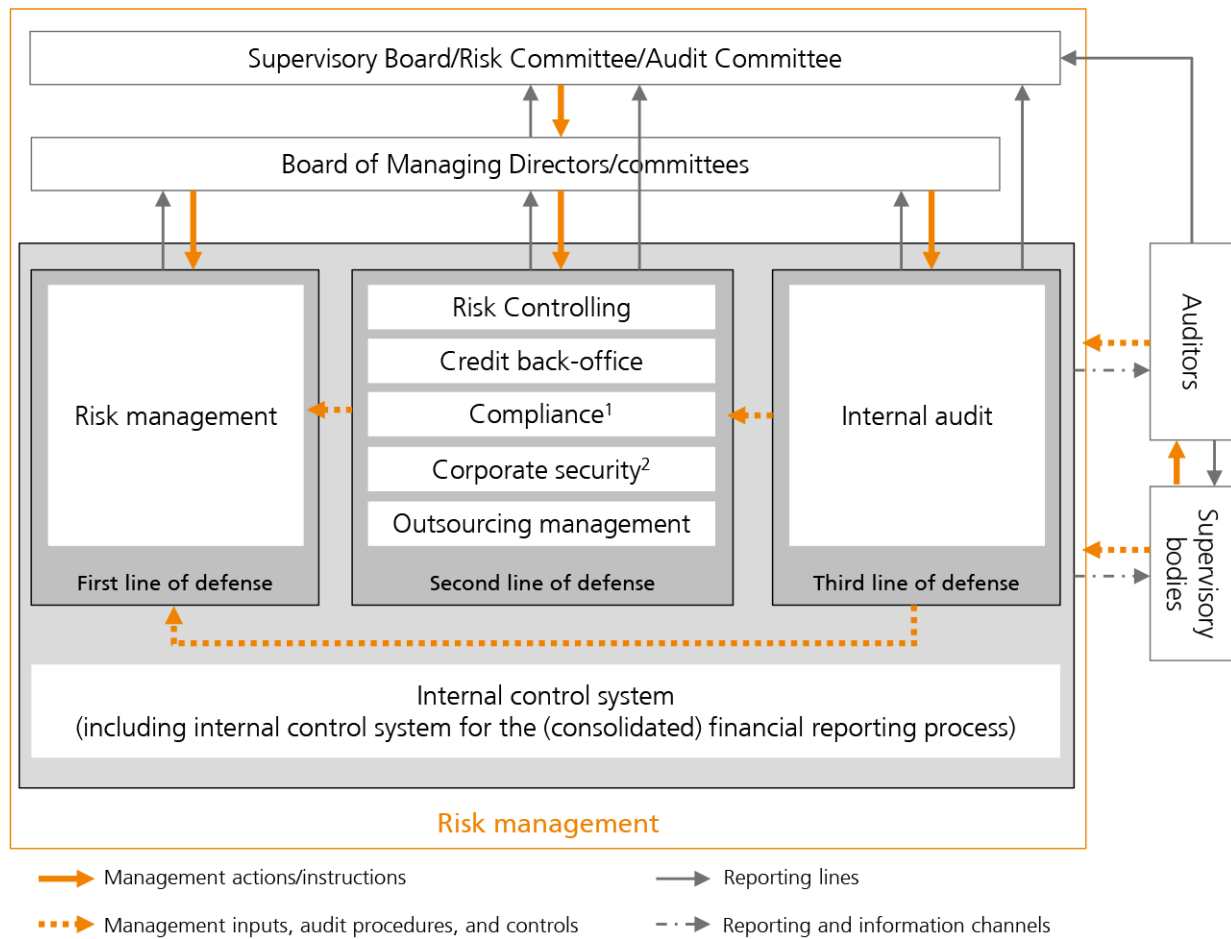 Supervisory Board/Risk Committee/Audit Committee
Board of Managing Directors/committees
Risk management
First line of defense
Risk Controlling
Credit back-office
Compliance¹
Corporate security²
Outsourcing management
Second line of defense
Internal audit
Third line of defense
Auditors
Supervisory
bodies
Internal control system
(including internal control system for the (consolidated) financial reporting process)
Risk management
Management actions/instructions
Reporting lines
Management inputs, audit procedures, and controls
Reporting and information channels